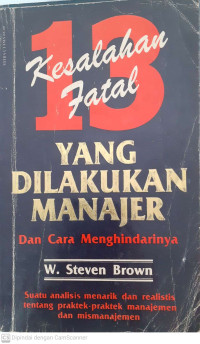 13
Kesalahan
Fatal
YANG
DILAKUKAN
MANAJER
Dan Cara Menghindarinya
W. Steven Brown
Suatu analisis menarik dan realistis
tentang praktek-praktek manajemen
dan mismanajemen
Dipindai dengan CamScanner